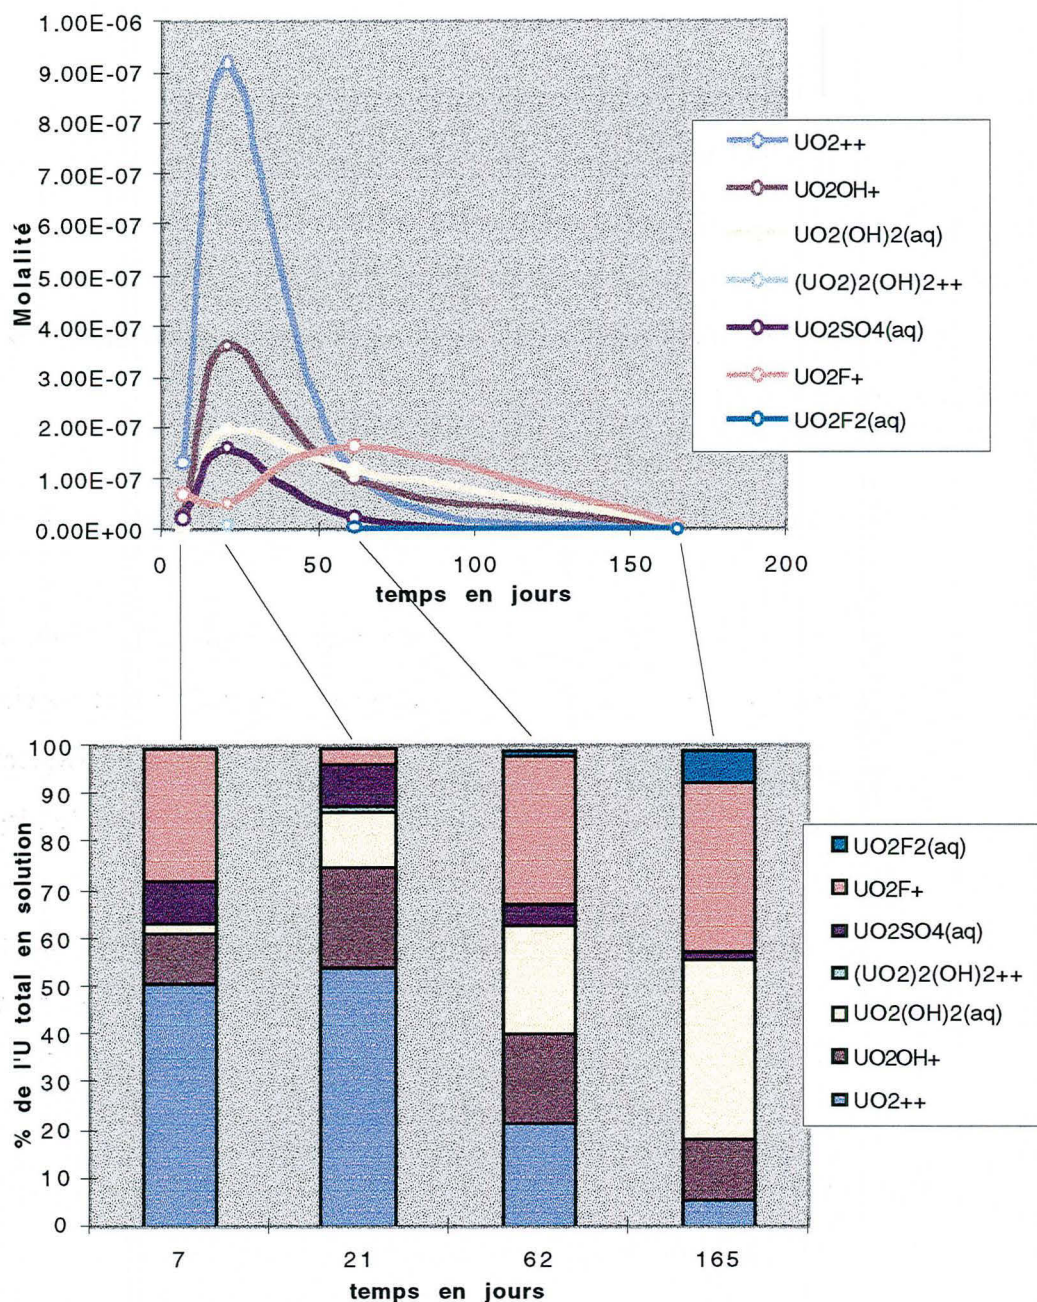 1.00E-06
9.00E-07
8.00E-07
7.00E-07
6.00E-07
5.00E-07
4.00E-07
3.00E-07
2.00E-07
1.00E-07
0.00E+00
Molalité
0 50 100 150 200
temps en jours
UO2++
UO2OH+
UO2(OH)2(aq)
(UO2)2(OH)2++
UO2SO4(aq)
UO2F+
UO2F2(aq)
100
90
80
70
60
50
40
30
20
10
0
% de l'U total en solution
7 21 62 165
temps en jours
UO2F2(aq)
UO2F+
UO2SO4(aq)
(UO2)2(OH)2++
UO2(OH)2(aq)
UO2OH+
UO2++